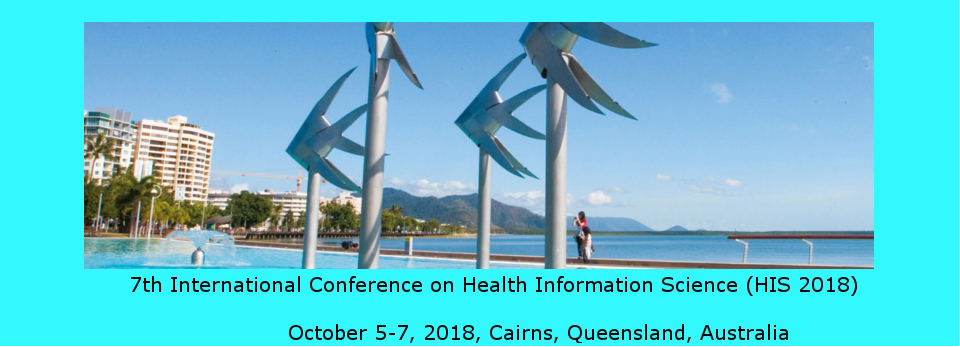 7th International Conference on Health Information Science (HIS 2018)
October 5-7, 2018, Cairns, Queensland, Australia